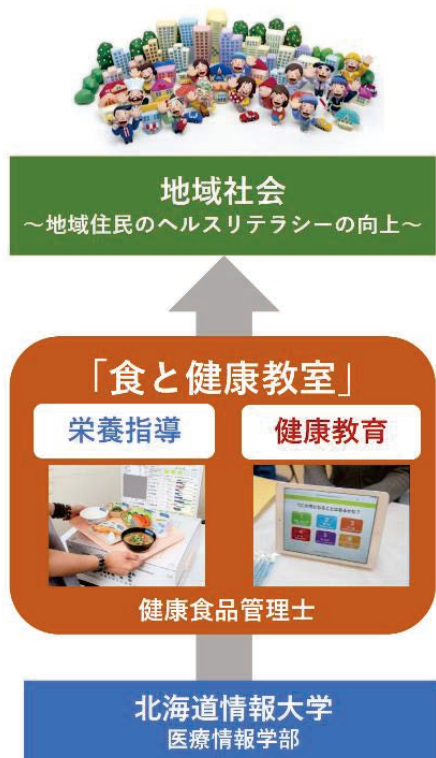 地域社会
～地域住民のヘルスリテラシーの向上～
「食と健康教室」
栄養指導
健康教育
健康食品管理士
北海道情報大学
医療情報学部